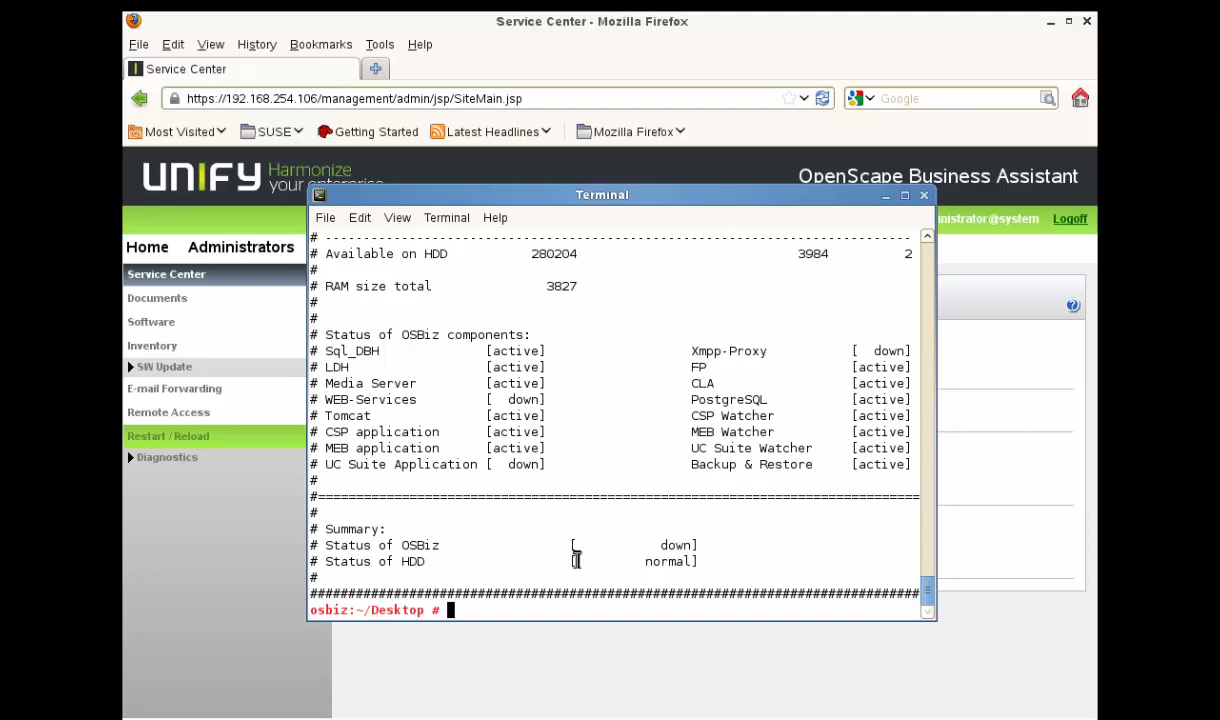 Service Center - Mozilla Firefox
File Edit View History Bookmarks Tools Help
Service Center
https://192.168.254.106/management/admin/jsp/SiteMain.jsp
Google
Most Visited SUSE Getting Started Latest Headlines Mozilla Firefox
UNIFY Harmonize
your enterprise
OpenScape Business Assistant
nistrator@system Logoff
Home Administrators
Service Center
Documents
Software
Inventory
SW Update
E-mail Forwarding
Remote Access
Restart / Reload
Diagnostics
Terminal
File Edit View Terminal Help
# -----------------------------------------------------------------------------
# Available on HDD 280204 3984 2
#
# RAM size total 3827
#
#
# Status of OSBiz components:
# Sql_DBH [active] Xmpp-Proxy [ down]
# LDH [active] FP [active]
# Media Server [active] CLA [active]
# WEB-Services [ down] PostgreSQL [active]
# Tomcat [active] CSP Watcher [active]
# CSP application [active] MEB Watcher [active]
# MEB application [active] UC Suite Watcher [active]
# UC Suite Application [ down] Backup & Restore [active]
#
#===============================================================================
#
# Summary:
# Status of OSBiz [ down]
# Status of HDD [ normal]
#
################################################################################
osbiz:~/Desktop #